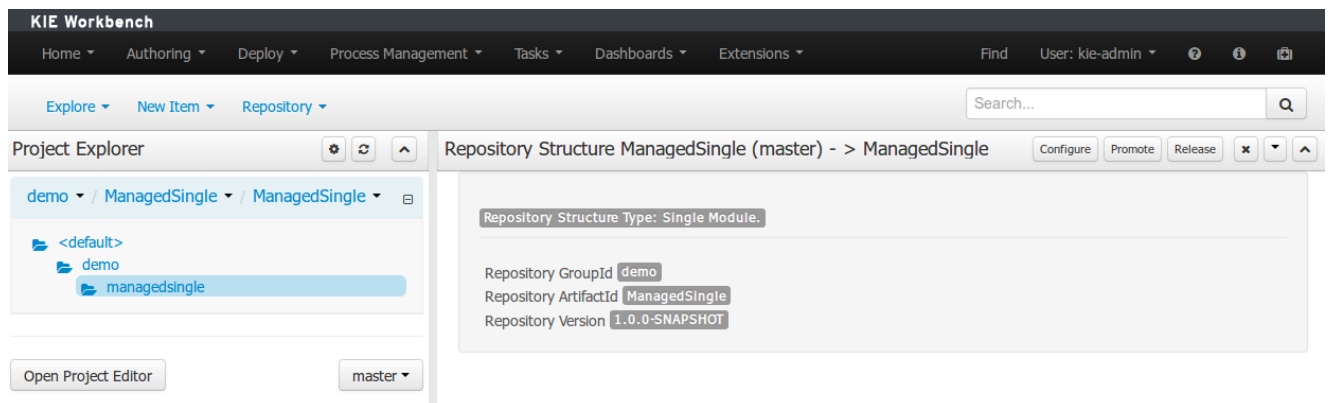 KIE Workbench
Home Authoring Deploy Process Management Tasks Dashboards Extensions Find User: kie-admin
Explore New Item Repository Search...
Project Explorer
Repository Structure ManagedSingle (master) - > ManagedSingle Configure Promote Release
demo / ManagedSingle / ManagedSingle
<default>
demo
managedsingle
Open Project Editor master
Repository Structure Type: Single Module.
Repository GroupId demo
Repository ArtifactId ManagedSingle
Repository Version 1.0.0-SNAPSHOT